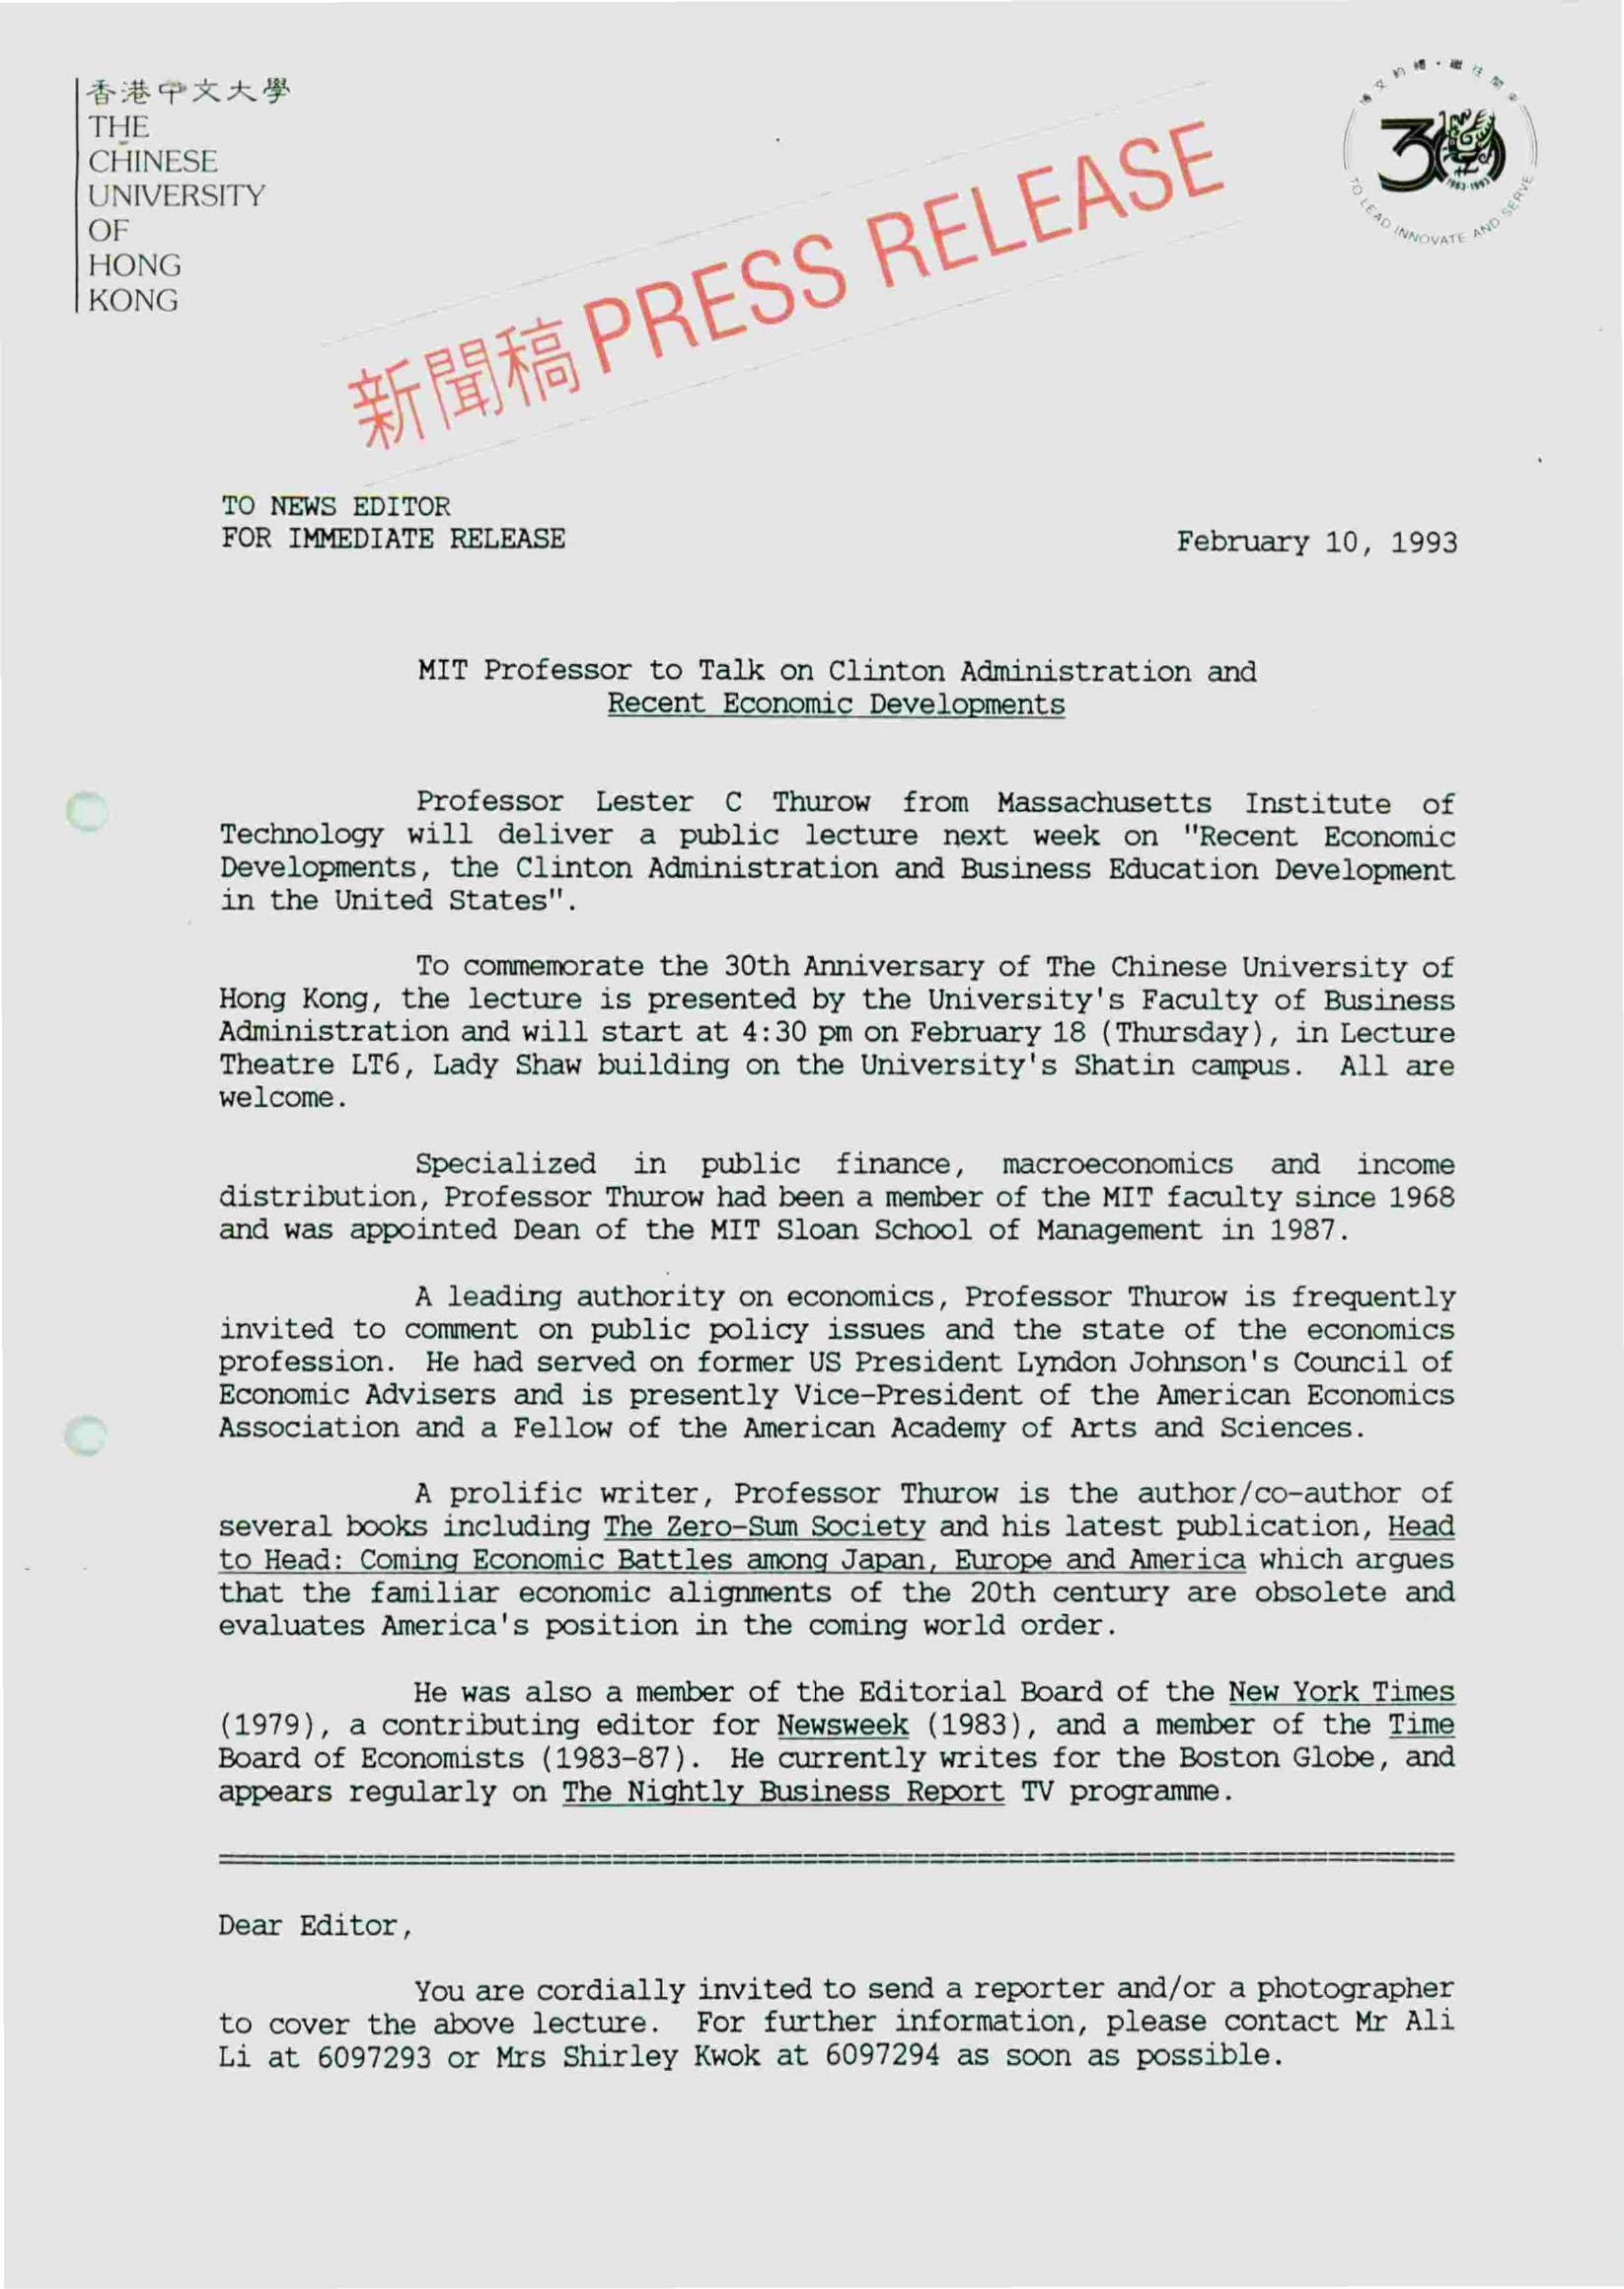 香港中文大學
THE
CHINESE
UNIVERSITY
OF
HONG
KONG
博文約禮·繼往開來
30
1963-1993
TO LEAD INNOVATE AND SERVE
新聞稿 PRESS RELEASE
TO NEWS EDITOR
FOR IMMEDIATE RELEASE
February 10, 1993
MIT Professor to Talk on Clinton Administration and
Recent Economic Developments
Professor Lester C Thurow from Massachusetts Institute of
Technology will deliver a public lecture next week on "Recent Economic
Developments, the Clinton Administration and Business Education Development
in the United States".
To commemorate the 30th Anniversary of The Chinese University of
Hong Kong, the lecture is presented by the University's Faculty of Business
Administration and will start at 4:30 pm on February 18 (Thursday), in Lecture
Theatre LT6, Lady Shaw building on the University's Shatin campus. All are
welcome.
Specialized in public finance, macroeconomics and income
distribution, Professor Thurow had been a member of the MIT faculty since 1968
and was appointed Dean of the MIT Sloan School of Management in 1987.
A leading authority on economics, Professor Thurow is frequently
invited to comment on public policy issues and the state of the economics
profession. He had served on former US President Lyndon Johnson's Council of
Economic Advisers and is presently Vice-President of the American Economics
Association and a Fellow of the American Academy of Arts and Sciences.
A prolific writer, Professor Thurow is the author/co-author of
several books including The Zero-Sum Society and his latest publication, Head
to Head: Coming Economic Battles among Japan, Europe and America which argues
that the familiar economic alignments of the 20th century are obsolete and
evaluates America's position in the coming world order.
He was also a member of the Editorial Board of the New York Times
(1979), a contributing editor for Newsweek (1983), and a member of the Time
Board of Economists (1983-87). He currently writes for the Boston Globe, and
appears regularly on The Nightly Business Report TV programme.
Dear Editor,
You are cordially invited to send a reporter and/or a photographer
to cover the above lecture. For further information, please contact Mr Ali
Li at 6097293 or Mrs Shirley Kwok at 6097294 as soon as possible.